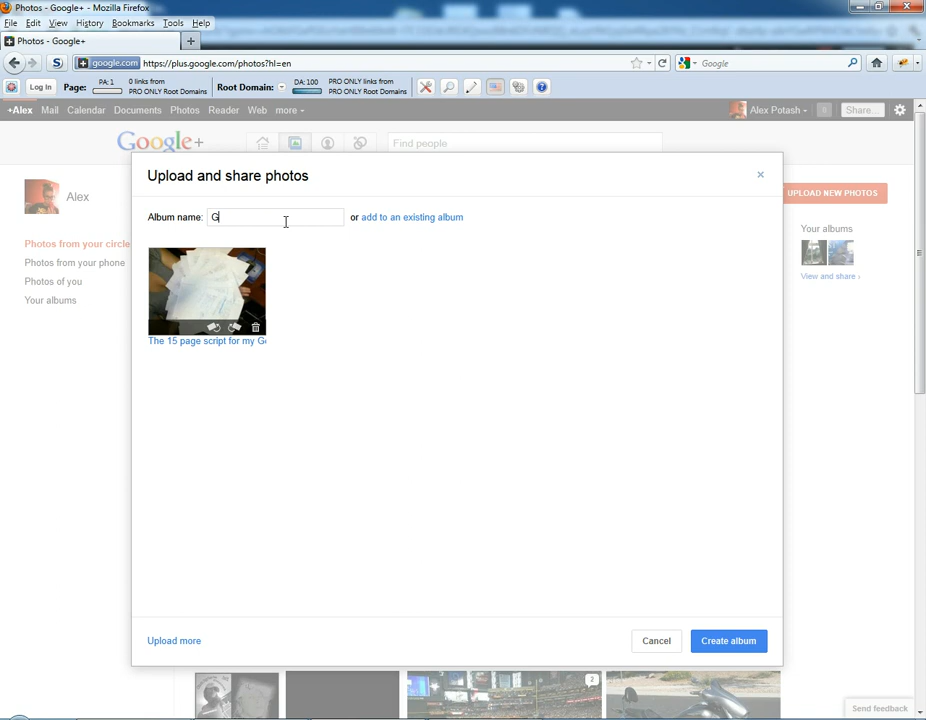 Photos - Google+ - Mozilla Firefox
File Edit View History Bookmarks Tools Help
Photos - Google+
google.com https://plus.google.com/photos?hl=en
Google
Log In Page: PA: 1 0 links from PRO ONLY Root Domains Root Domain: DA: 100 PRO ONLY links from PRO ONLY Root Domains
+Alex Mail Calendar Documents Photos Reader Web more
Alex Potash 0 Share...
Google+
Find people
Upload and share photos
Alex
UPLOAD NEW PHOTOS
Album name: G or add to an existing album
Your albums
Photos from your circle
Photos from your phone
Photos of you
Your albums
View and share ›
The 15 page script for my G
Upload more
Cancel
Create album
2
Send feedback